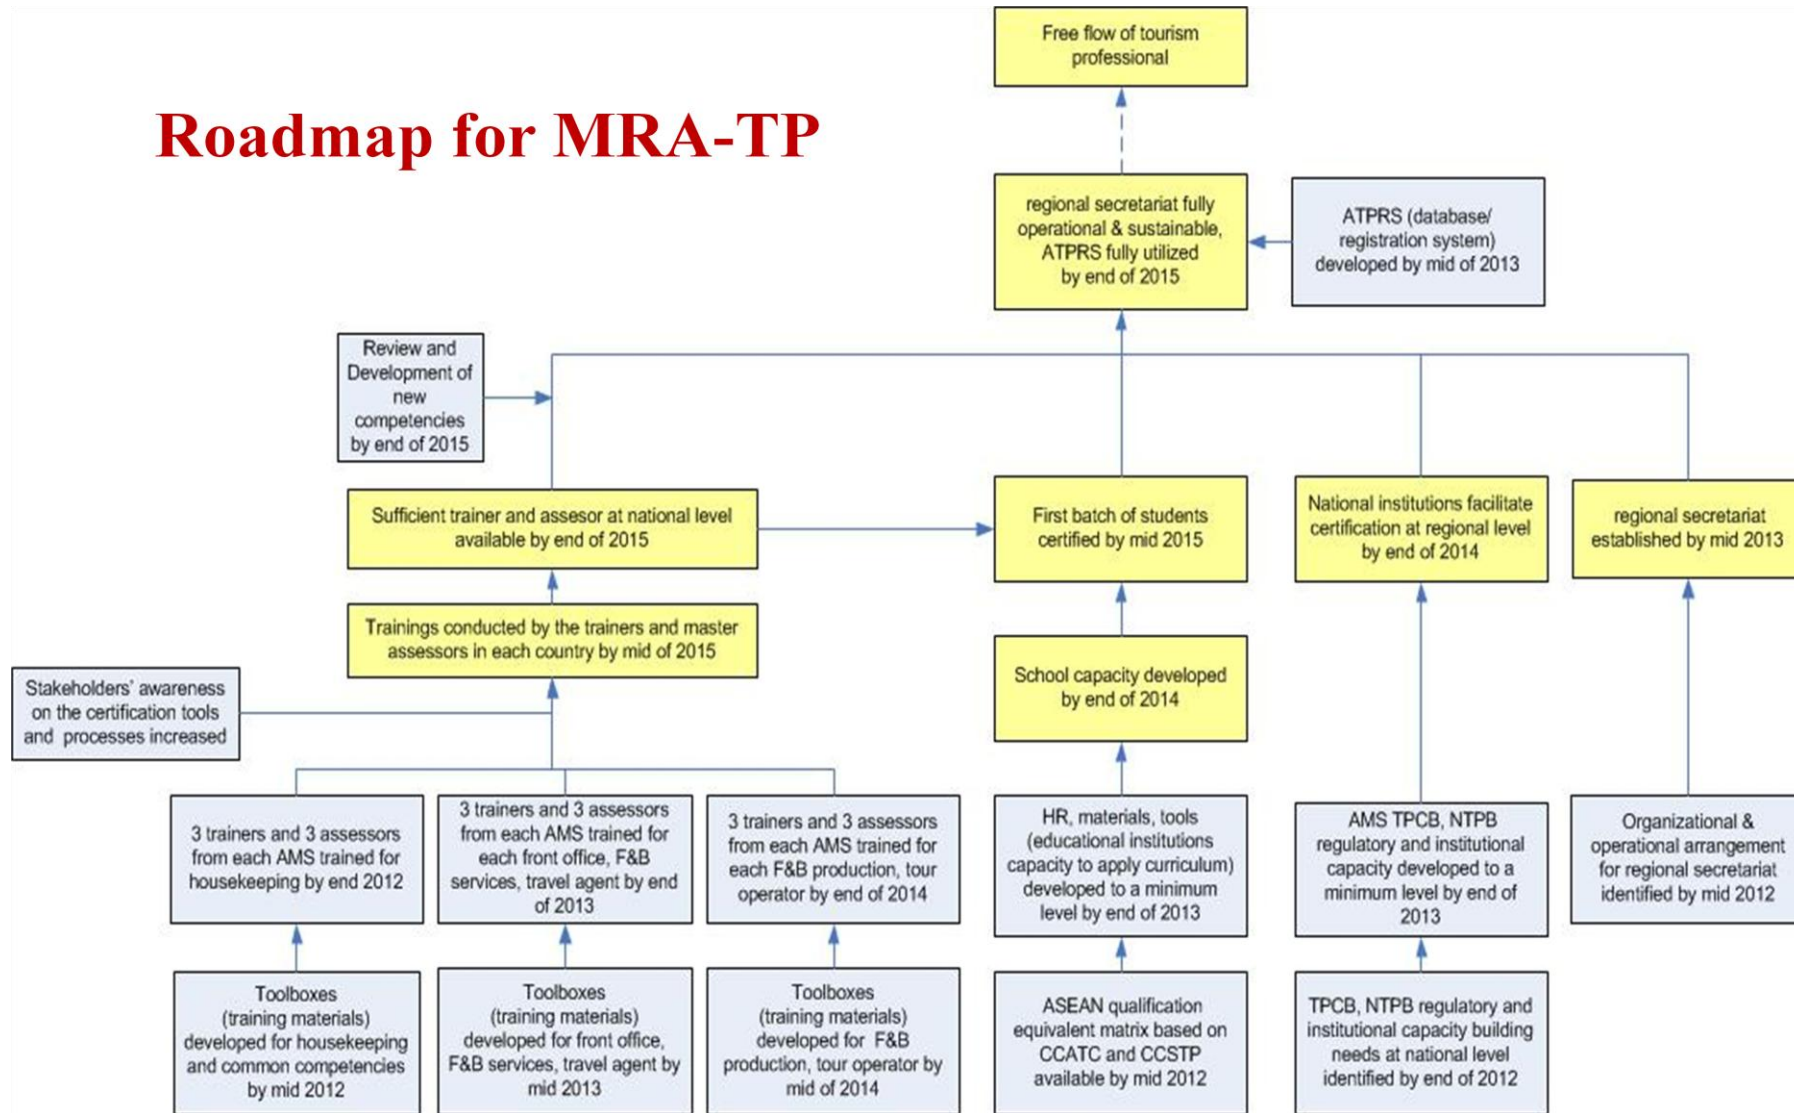 Roadmap for MRA-TP
Free flow of tourism
professional
regional secretariat fully
operational & sustainable,
ATPRS fully utilized
by end of 2015
ATPRS (database/
registration system)
developed by mid of 2013
Review and
Development of
new
competencies
by end of 2015
Sufficient trainer and assesor at national level
available by end of 2015
First batch of students
certified by mid 2015
National institutions facilitate
certification at regional level
by end of 2014
regional secretariat
established by mid 2013
Trainings conducted by the trainers and master
assessors in each country by mid of 2015
School capacity developed
by end of 2014
Stakeholders' awareness
on the certification tools
and processes increased
3 trainers and 3 assessors
from each AMS trained for
housekeeping by end 2012
3 trainers and 3 assessors
from each AMS trained for
each front office, F&B
services, travel agent by end
of 2013
3 trainers and 3 assessors
from each AMS trained for
each F&B production, tour
operator by end of 2014
HR, materials, tools
(educational institutions
capacity to apply curriculum)
developed to a minimum
level by end of 2013
AMS TPCB, NTPB
regulatory and institutional
capacity developed to a
minimum level by end of
2013
Organizational &
operational arrangement
for regional secretariat
identified by mid 2012
Toolboxes
(training materials)
developed for housekeeping
and common competencies
by mid 2012
Toolboxes
(training materials)
developed for front office,
F&B services, travel agent by
mid 2013
Toolboxes
(training materials)
developed for F&B
production, tour operator by
mid of 2014
ASEAN qualification
equivalent matrix based on
CCATC and CCSTP
available by mid 2012
TPCB, NTPB regulatory and
institutional capacity building
needs at national level
identified by end of 2012